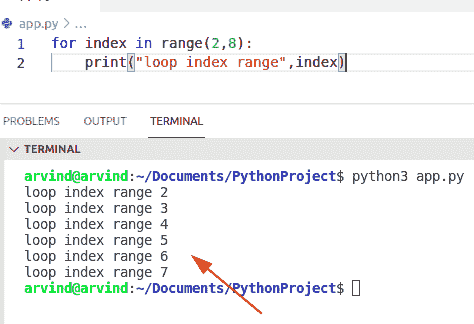 app.py > ...
1 for index in range(2,8):
2 print("loop index range",index)
PROBLEMS OUTPUT TERMINAL
TERMINAL
arvind@arvind:~/Documents/PythonProject$ python3 app.py
loop index range 2
loop index range 3
loop index range 4
loop index range 5
loop index range 6
loop index range 7
arvind@arvind:~/Documents/PythonProject$